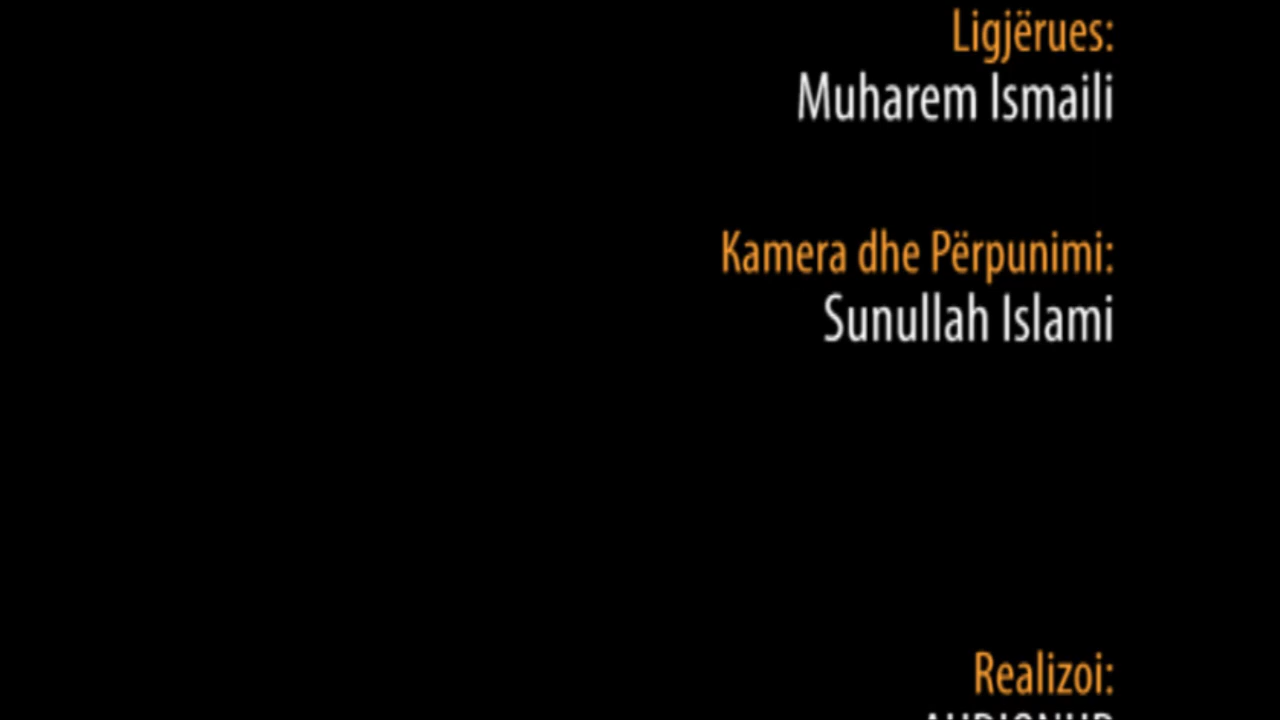 Ligjërues:
Muharem Ismaili
Kamera dhe Përpunimi:
Sunullah Islami
Realizoi: